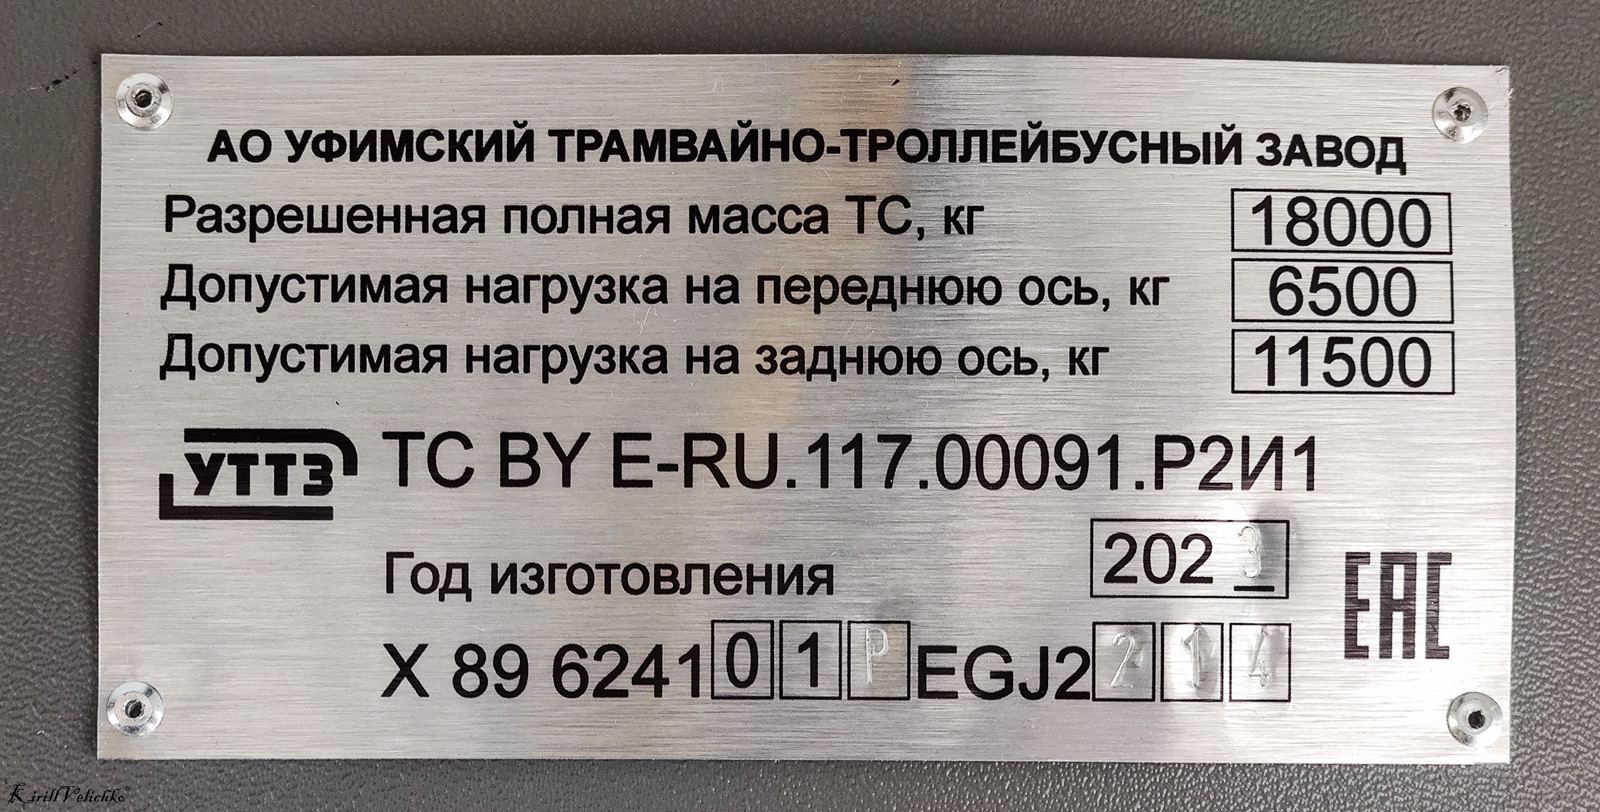 АО УФИМСКИЙ ТРАМВАЙНО-ТРОЛЛЕЙБУСНЫЙ ЗАВОД
Разрешенная полная масса ТС, кг 18000
Допустимая нагрузка на переднюю ось, кг 6500
Допустимая нагрузка на заднюю ось, кг 11500
УТТЗ ТС BY E-RU.117.00091.Р2И1
Год изготовления 2023
EAC
X 89 624101PEGJ2214
KirillVelichko